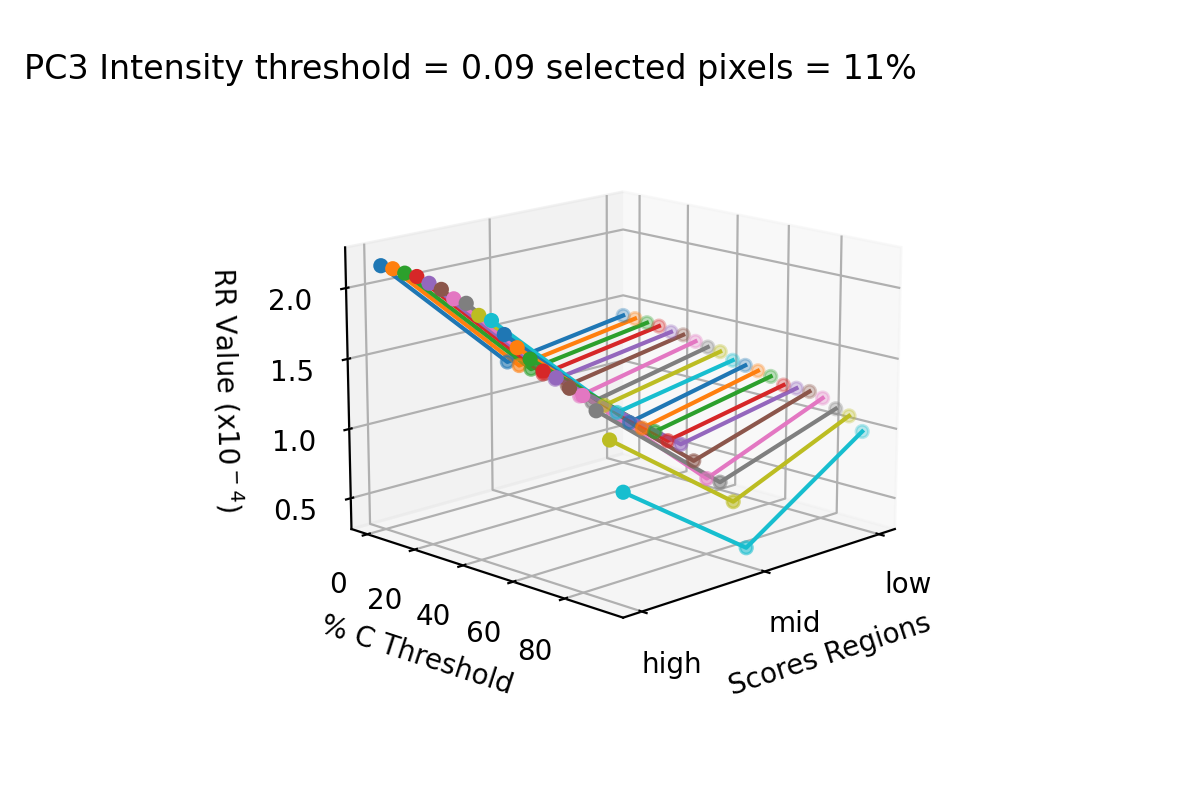 PC3 Intensity threshold = 0.09 selected pixels = 11%
2.0
1.5
1.0
0.5
RR Value (x10⁻⁴)
0
20
40
60
80
% C Threshold
high
mid
low
Scores Regions